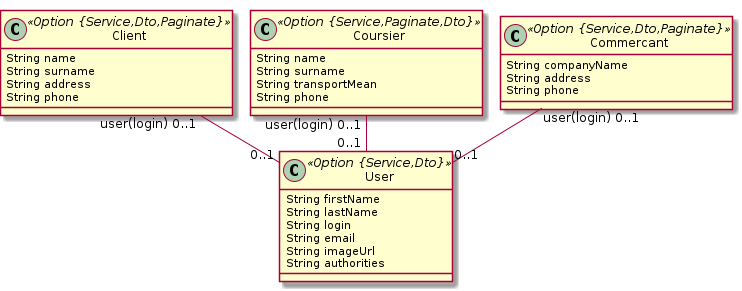 C «Option {Service,Dto,Paginate}»
Client
String name
String surname
String address
String phone
C «Option {Service,Paginate,Dto}»
Coursier
String name
String surname
String transportMean
String phone
C «Option {Service,Dto,Paginate}»
Commercant
String companyName
String address
String phone
user(login) 0..1
user(login) 0..1
user(login) 0..1
0..1
0..1
0..1
C «Option {Service,Dto}»
User
String firstName
String lastName
String login
String email
String imageUrl
String authorities